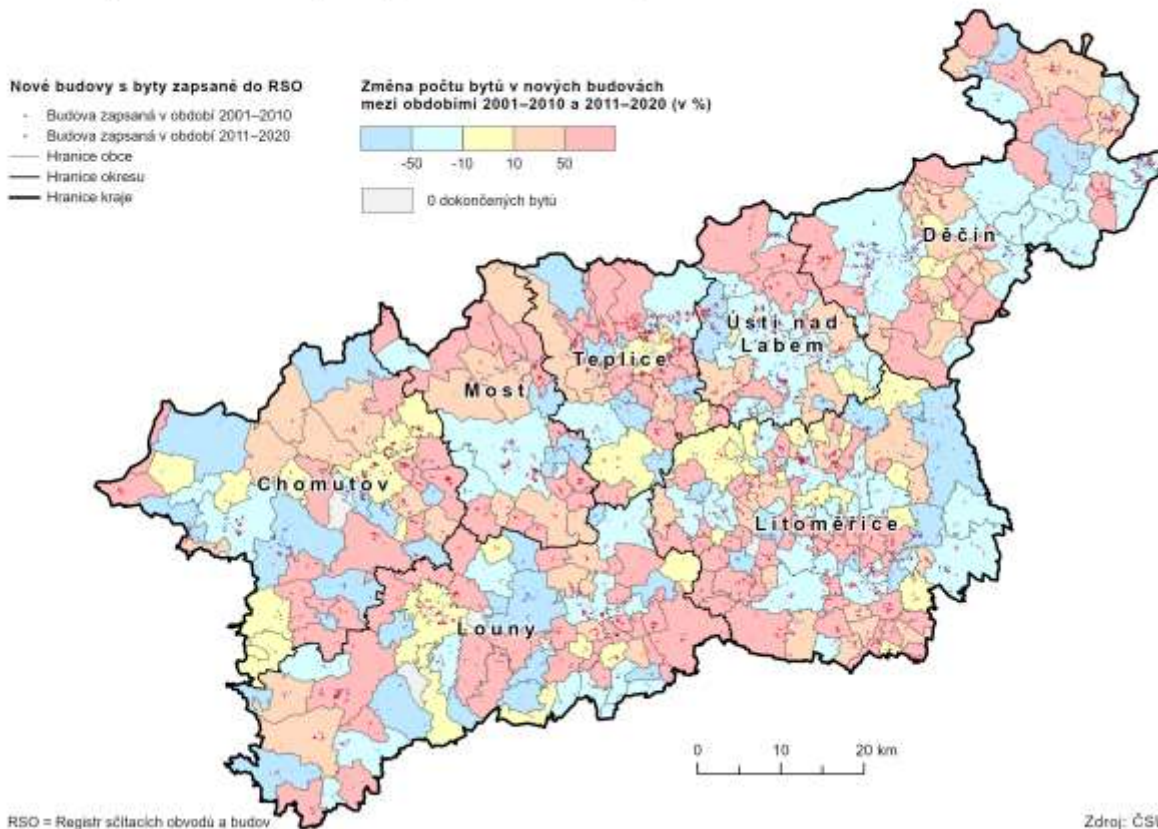 Nové budovy s byty zapsané do RSO
Budova zapsaná v období 2001–2010
Budova zapsaná v období 2011–2020
Hranice obce
Hranice okresu
Hranice kraje
Změna počtu bytů v nových budovách
mezi obdobími 2001–2010 a 2011–2020 (v %)
-50 -10 10 50
0 dokončených bytů
Děčín
Ústí nad
Labem
Teplice
Most
Chomutov
Litoměřice
Louny
0 10 20 km
RSO = Registr sčítacích obvodů a budov
Zdroj: ČSÚ